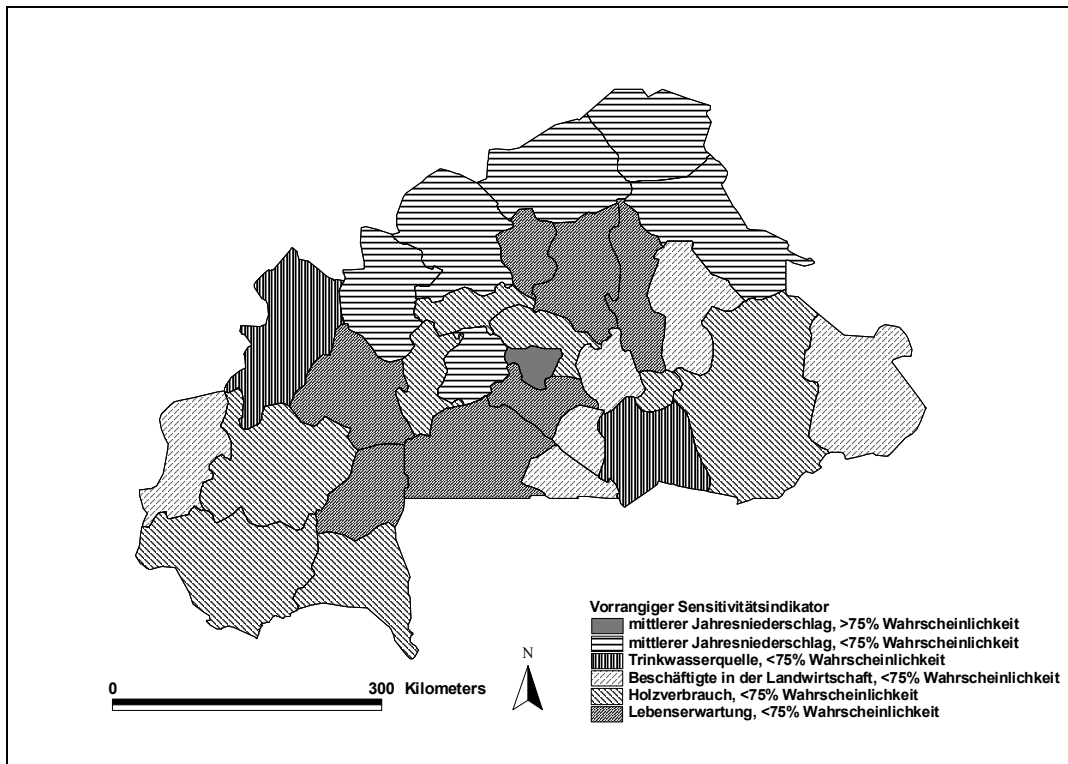 Vorrangiger Sensitivitätsindikator
mittlerer Jahresniederschlag, >75% Wahrscheinlichkeit
mittlerer Jahresniederschlag, <75% Wahrscheinlichkeit
Trinkwasserquelle, <75% Wahrscheinlichkeit
Beschäftigte in der Landwirtschaft, <75% Wahrscheinlichkeit
Holzverbrauch, <75% Wahrscheinlichkeit
Lebenserwartung, <75% Wahrscheinlichkeit
N
0 300 Kilometers